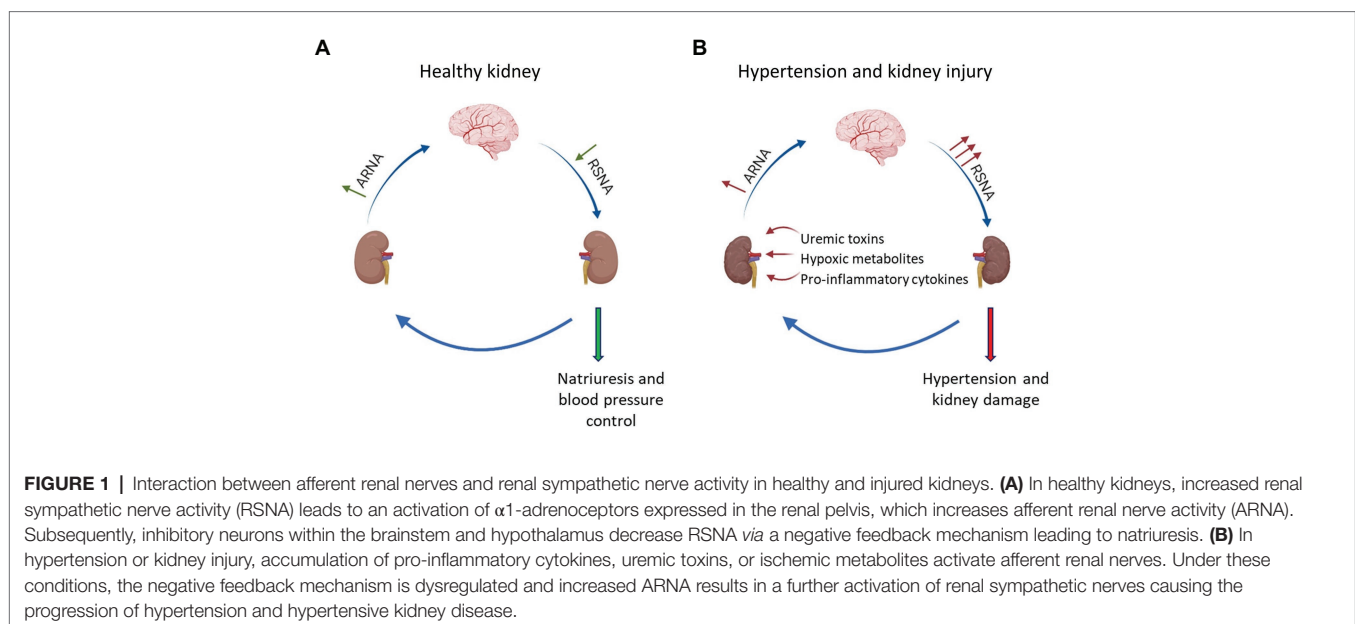 A
Healthy kidney
ARNA
RSNA
Natriuresis and
blood pressure
control
B
Hypertension and kidney injury
ARNA
RSNA
Uremic toxins
Hypoxic metabolites
Pro-inflammatory cytokines
Hypertension and
kidney damage
FIGURE 1 | Interaction between afferent renal nerves and renal sympathetic nerve activity in healthy and injured kidneys. (A) In healthy kidneys, increased renal
sympathetic nerve activity (RSNA) leads to an activation of α1-adrenoceptors expressed in the renal pelvis, which increases afferent renal nerve activity (ARNA).
Subsequently, inhibitory neurons within the brainstem and hypothalamus decrease RSNA via a negative feedback mechanism leading to natriuresis. (B) In
hypertension or kidney injury, accumulation of pro-inflammatory cytokines, uremic toxins, or ischemic metabolites activate afferent renal nerves. Under these
conditions, the negative feedback mechanism is dysregulated and increased ARNA results in a further activation of renal sympathetic nerves causing the
progression of hypertension and hypertensive kidney disease.